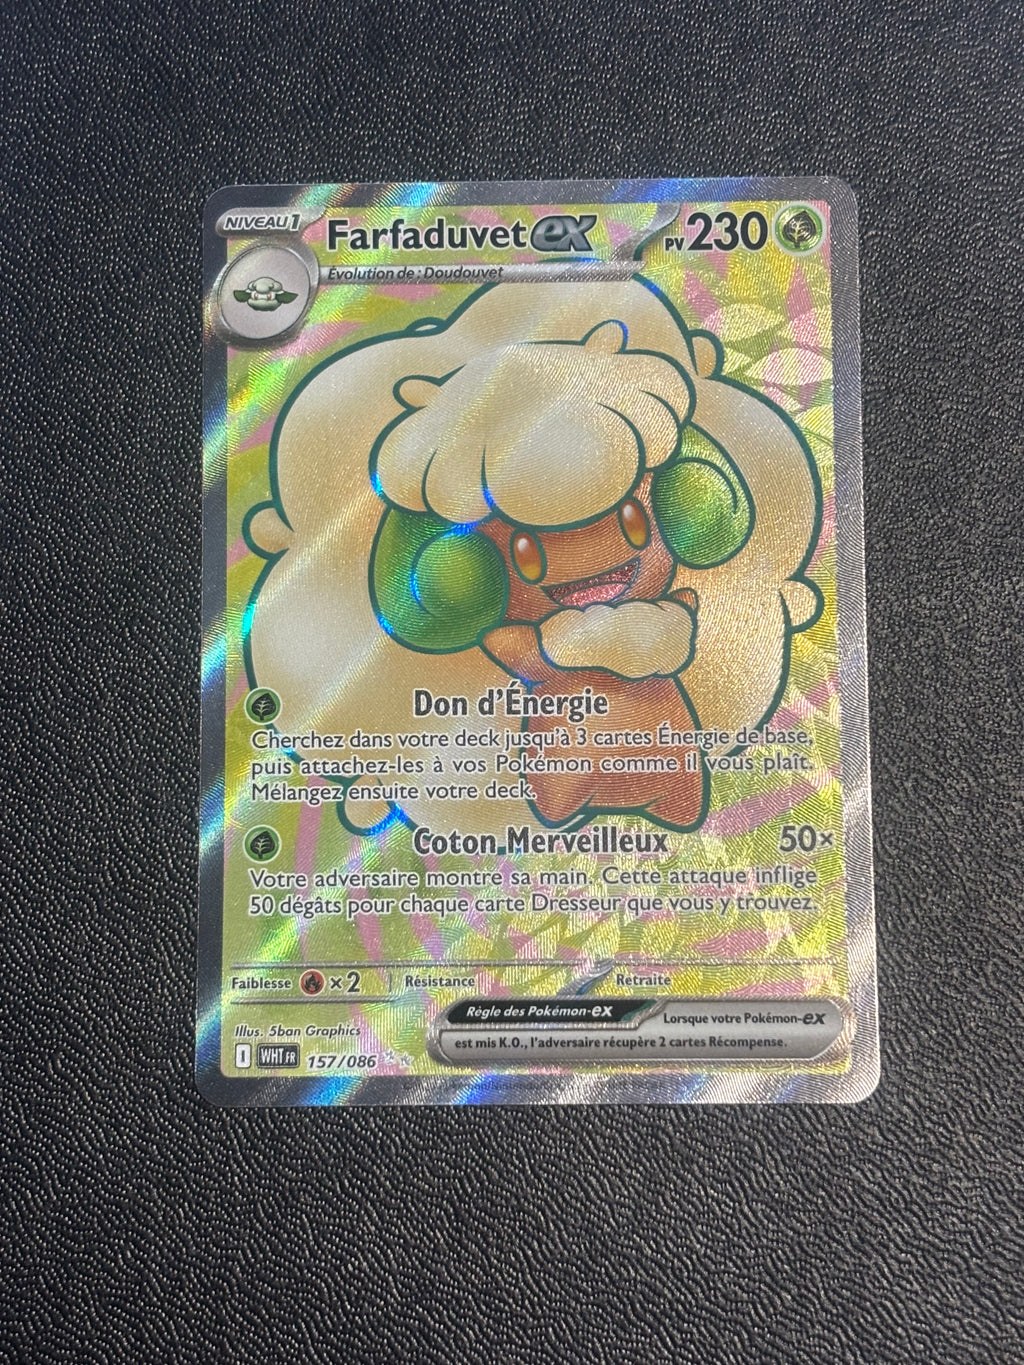 NIVEAU 1
Farfaduvet ex
PV 230
Évolution de : Doudouvet
Don d'Énergie
Cherchez dans votre deck jusqu'à 3 cartes Énergie de base,
puis attachez-les à vos Pokémon comme il vous plaît.
Mélangez ensuite votre deck.
Coton Merveilleux 50×
Votre adversaire montre sa main. Cette attaque inflige
50 dégâts pour chaque carte Dresseur que vous y trouvez.
Faiblesse ×2 Résistance Retraite
Règle des Pokémon-ex Lorsque votre Pokémon-ex
est mis K.O., l'adversaire récupère 2 cartes Récompense.
Illus. 5ban Graphics
I WHT FR 157/086